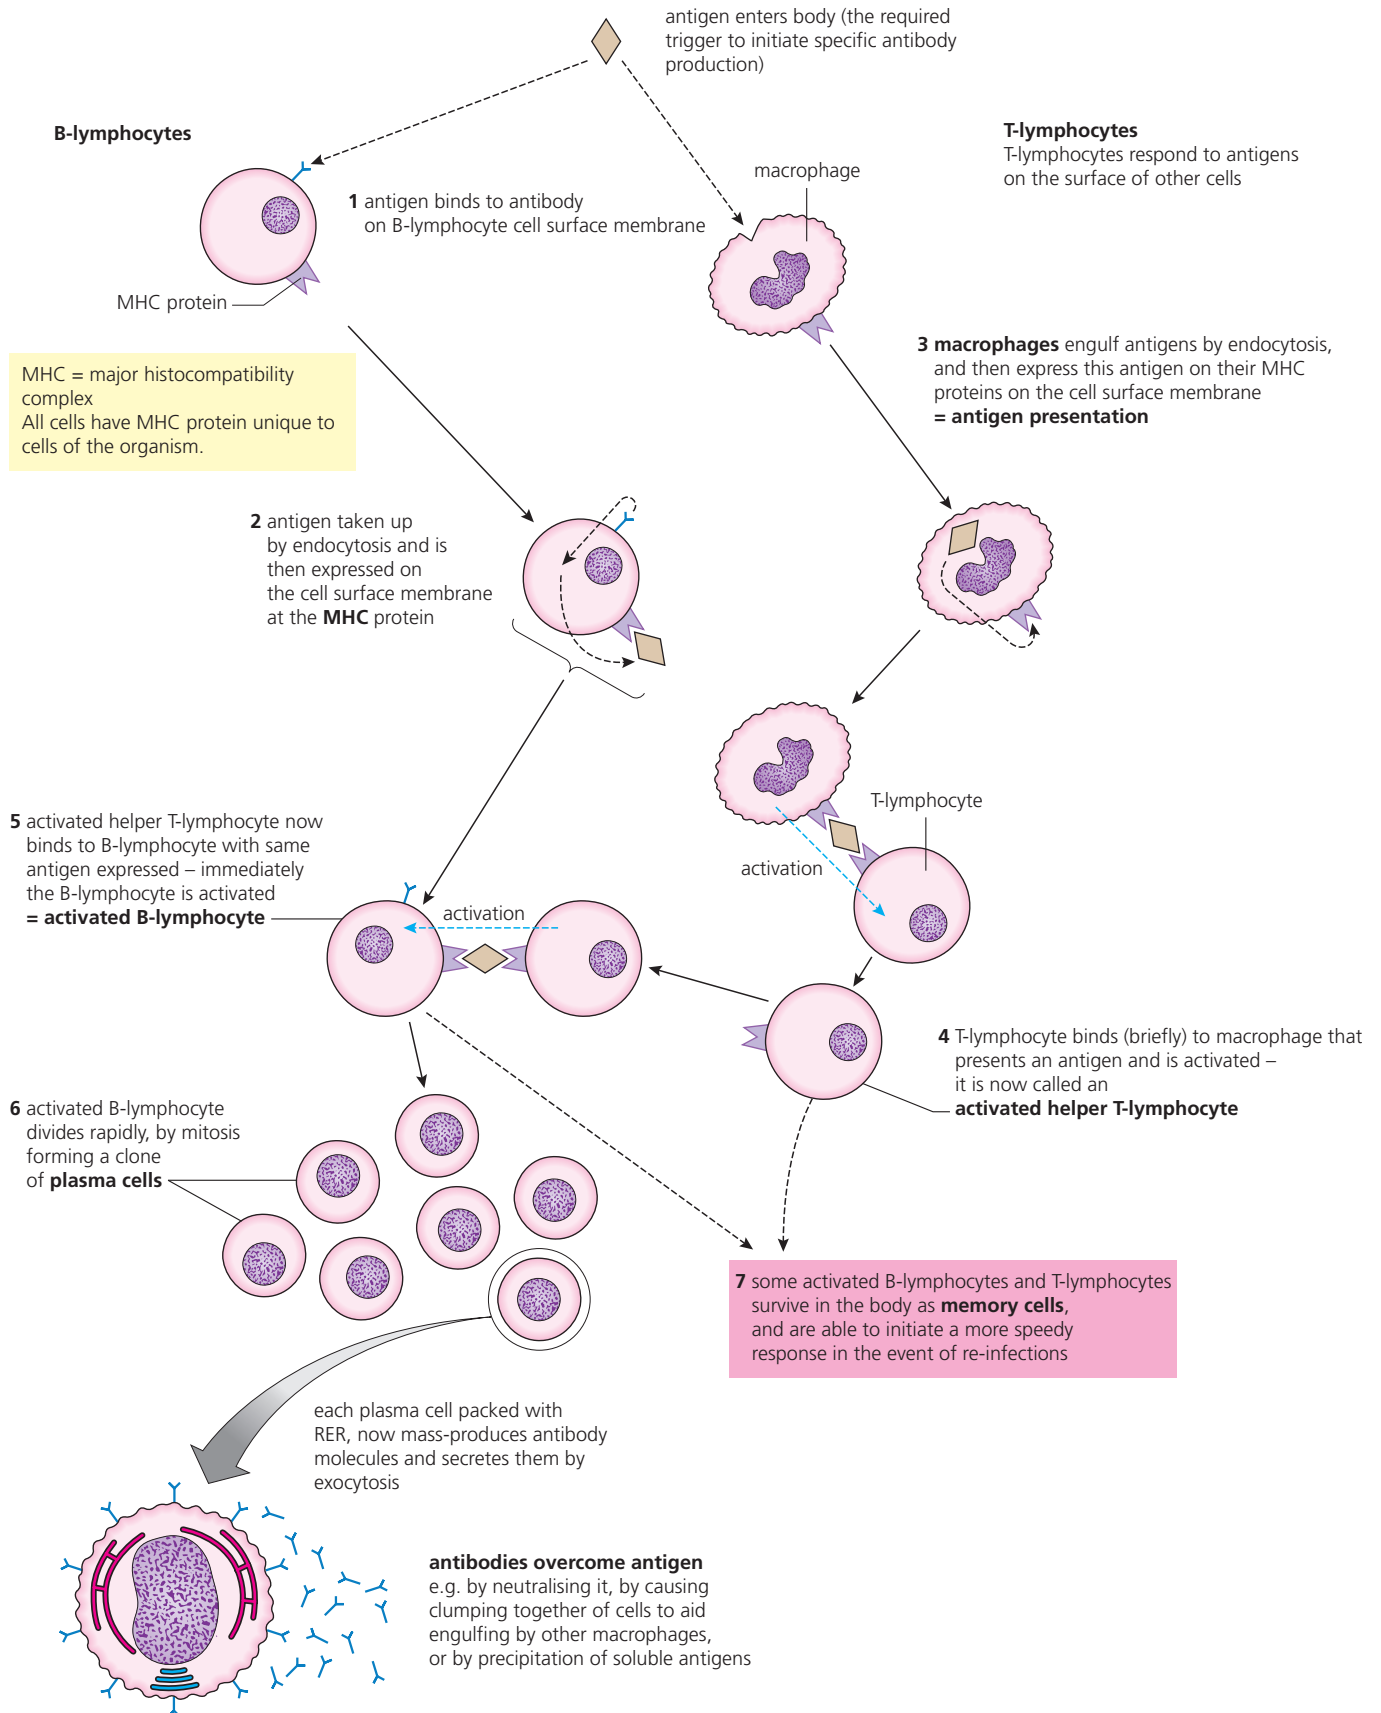 antigen enters body (the required
trigger to initiate specific antibody
production)
B-lymphocytes
T-lymphocytes
T-lymphocytes respond to antigens
on the surface of other cells
macrophage
1 antigen binds to antibody
on B-lymphocyte cell surface membrane
MHC protein
3 macrophages engulf antigens by endocytosis,
and then express this antigen on their MHC
proteins on the cell surface membrane
= antigen presentation
MHC = major histocompatibility
complex
All cells have MHC protein unique to
cells of the organism.
2 antigen taken up
by endocytosis and is
then expressed on
the cell surface membrane
at the MHC protein
T-lymphocyte
activation
5 activated helper T-lymphocyte now
binds to B-lymphocyte with same
antigen expressed – immediately
the B-lymphocyte is activated
= activated B-lymphocyte
activation
4 T-lymphocyte binds (briefly) to macrophage that
presents an antigen and is activated –
it is now called an
activated helper T-lymphocyte
6 activated B-lymphocyte
divides rapidly, by mitosis
forming a clone
of plasma cells
7 some activated B-lymphocytes and T-lymphocytes
survive in the body as memory cells,
and are able to initiate a more speedy
response in the event of re-infections
each plasma cell packed with
RER, now mass-produces antibody
molecules and secretes them by
exocytosis
antibodies overcome antigen
e.g. by neutralising it, by causing
clumping together of cells to aid
engulfing by other macrophages,
or by precipitation of soluble antigens